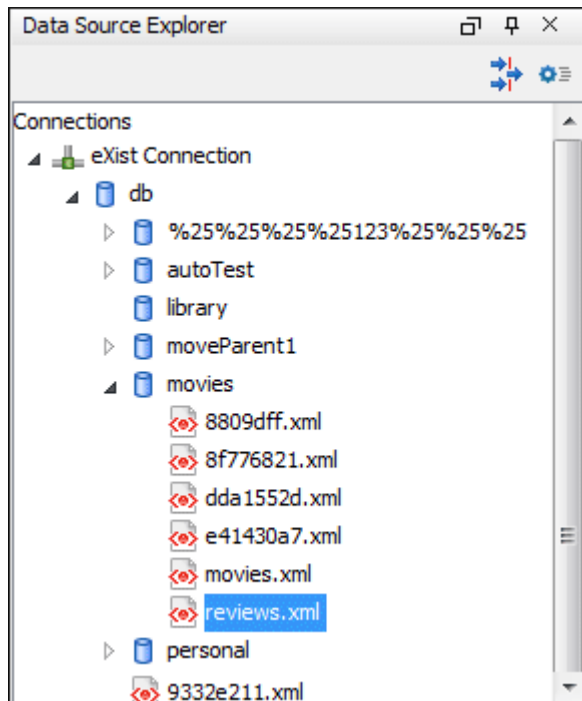 Data Source Explorer
Connections
eXist Connection
db
%25%25%25%25123%25%25%25
autoTest
library
moveParent1
movies
8809dff.xml
8f776821.xml
dda1552d.xml
e41430a7.xml
movies.xml
reviews.xml
personal
9332e211.xml